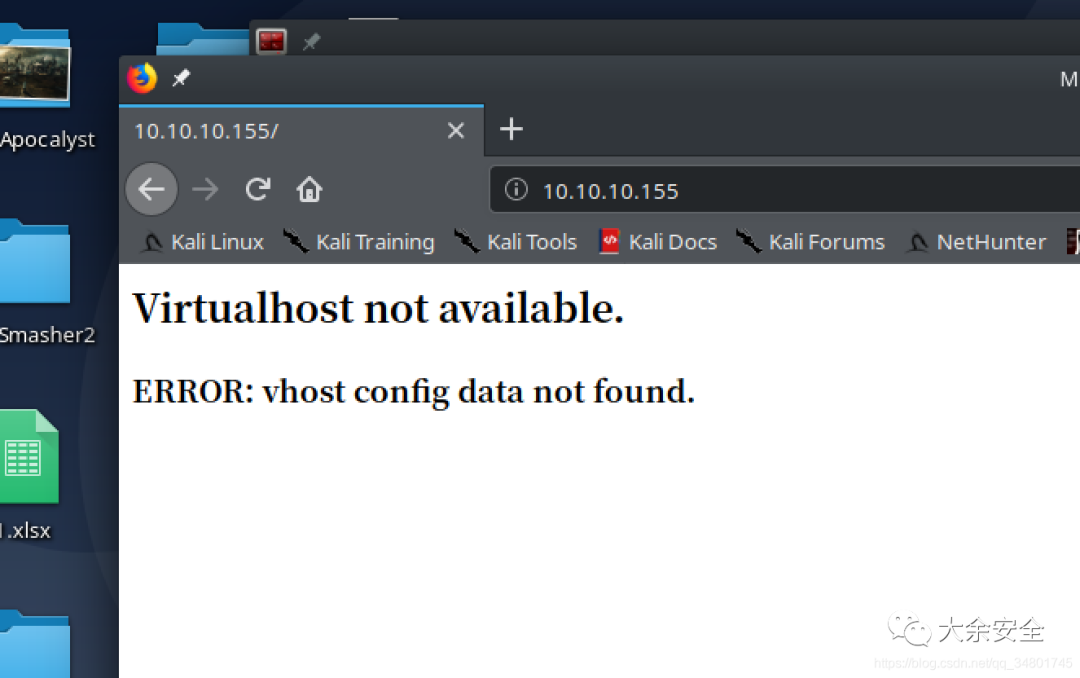 M
10.10.10.155/
Apocalyst
10.10.10.155
Kali Linux
Kali Training
Kali Tools
Kali Docs
Kali Forums
NetHunter
Virtualhost not available.
Smasher2
ERROR: vhost config data not found.
.xlsx
大余安全
https://blog.csdn.net/qq_34801745